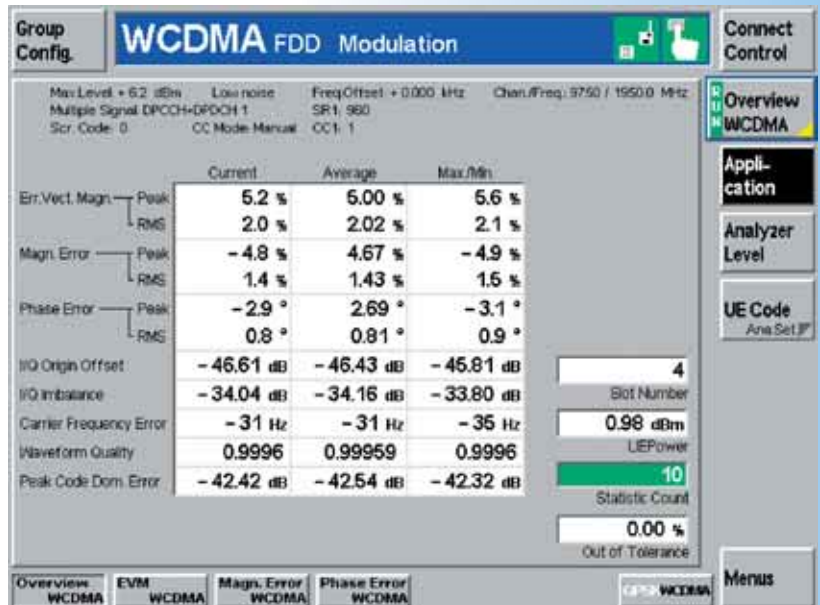 Group Config.
WCDMA FDD Modulation
Connect Control
Max Level + 6.2 dBm Low noise Freq.Offset + 0.000 kHz Chan./Freq.: 9750 / 1950.0 MHz
Multiple Signal DPCCH+DPDCH 1 SR1: 960
Scr. Code: 0 CC Mode: Manual CC1: 1
RUN
Overview WCDMA
Appli- cation
Analyzer Level
UE Code
Ana.Set.
Current Average Max./Min.
Err.Vect. Magn. Peak 5.2 % 5.00 % 5.6 %
RMS 2.0 % 2.02 % 2.1 %
Magn. Error Peak – 4.8 % 4.67 % – 4.9 %
RMS 1.4 % 1.43 % 1.5 %
Phase Error Peak – 2.9 ° 2.69 ° – 3.1 °
RMS 0.8 ° 0.81 ° 0.9 °
I/Q Origin Offset – 46.61 dB – 46.43 dB – 45.81 dB
I/Q Imbalance – 34.04 dB – 34.16 dB – 33.80 dB
Carrier Frequency Error – 31 Hz – 31 Hz – 35 Hz
Waveform Quality 0.9996 0.99959 0.9996
Peak Code Dom. Error – 42.42 dB – 42.54 dB – 42.32 dB
4
Slot Number
0.98 dBm
UEPower
10
Statistic Count
0.00 %
Out of Tolerance
Overview WCDMA
EVM WCDMA
Magn. Error WCDMA
Phase Error WCDMA
WCDMA
Menus